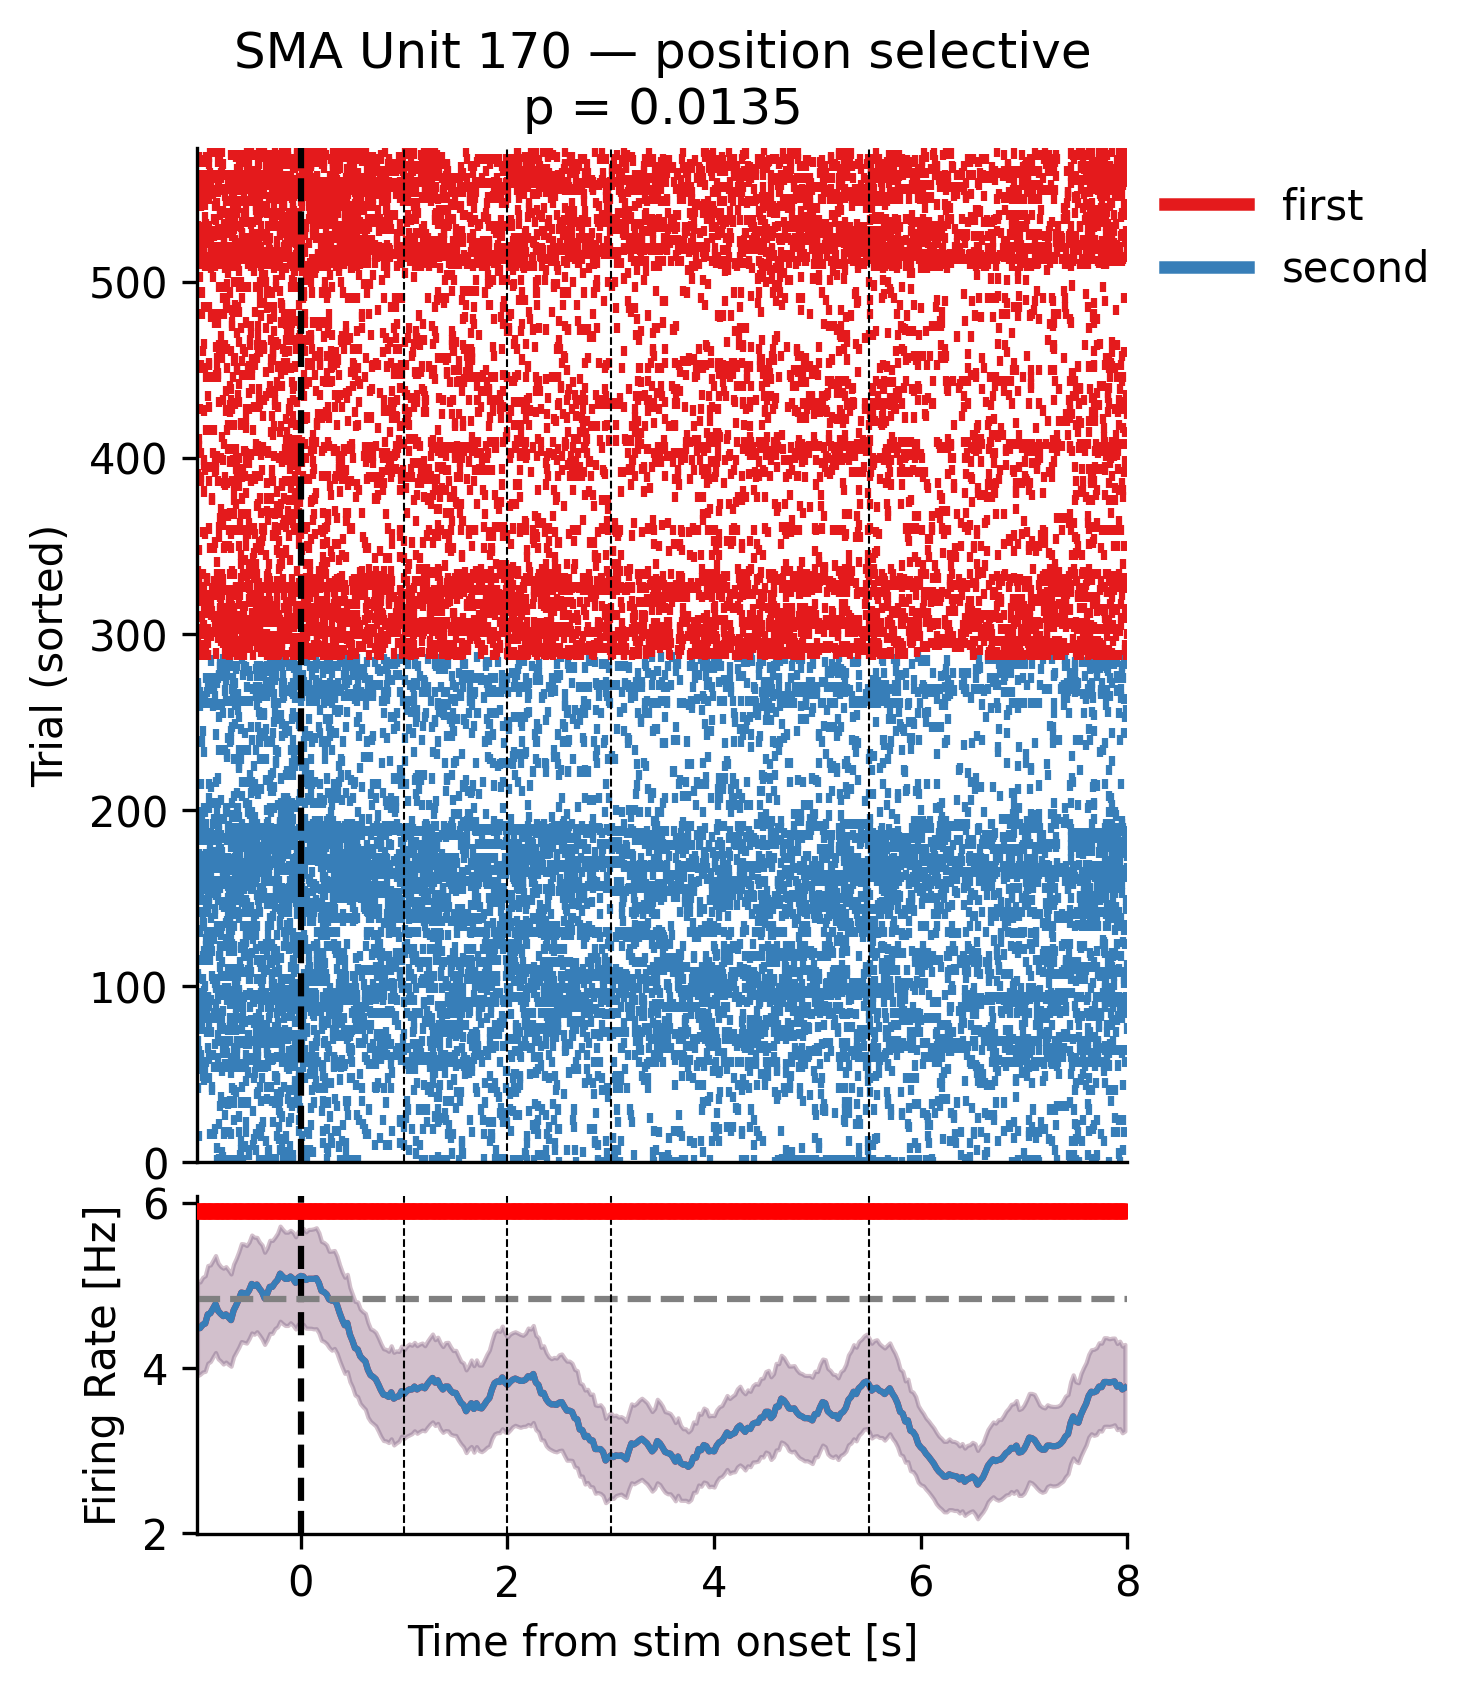 SMA Unit 170 — position selective
p = 0.0135
first
second
500
400
300
200
100
0
Trial (sorted)
6
4
2
Firing Rate [Hz]
0 2 4 6 8
Time from stim onset [s]